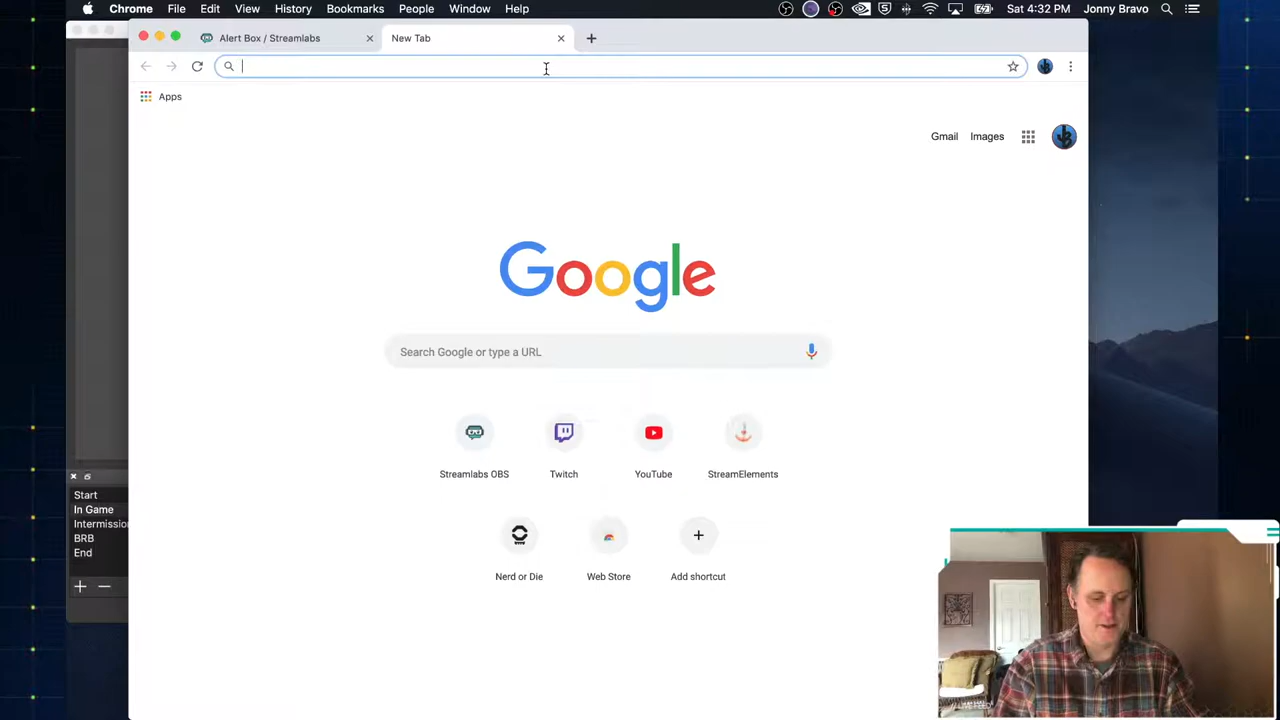 Chrome File Edit View History Bookmarks People Window Help Sat 4:32 PM Jonny Bravo
Alert Box / Streamlabs New Tab
Apps
Gmail Images
Google
Search Google or type a URL
Streamlabs OBS Twitch YouTube StreamElements
Nerd or Die Web Store Add shortcut
Start
In Game
Intermission
BRB
End